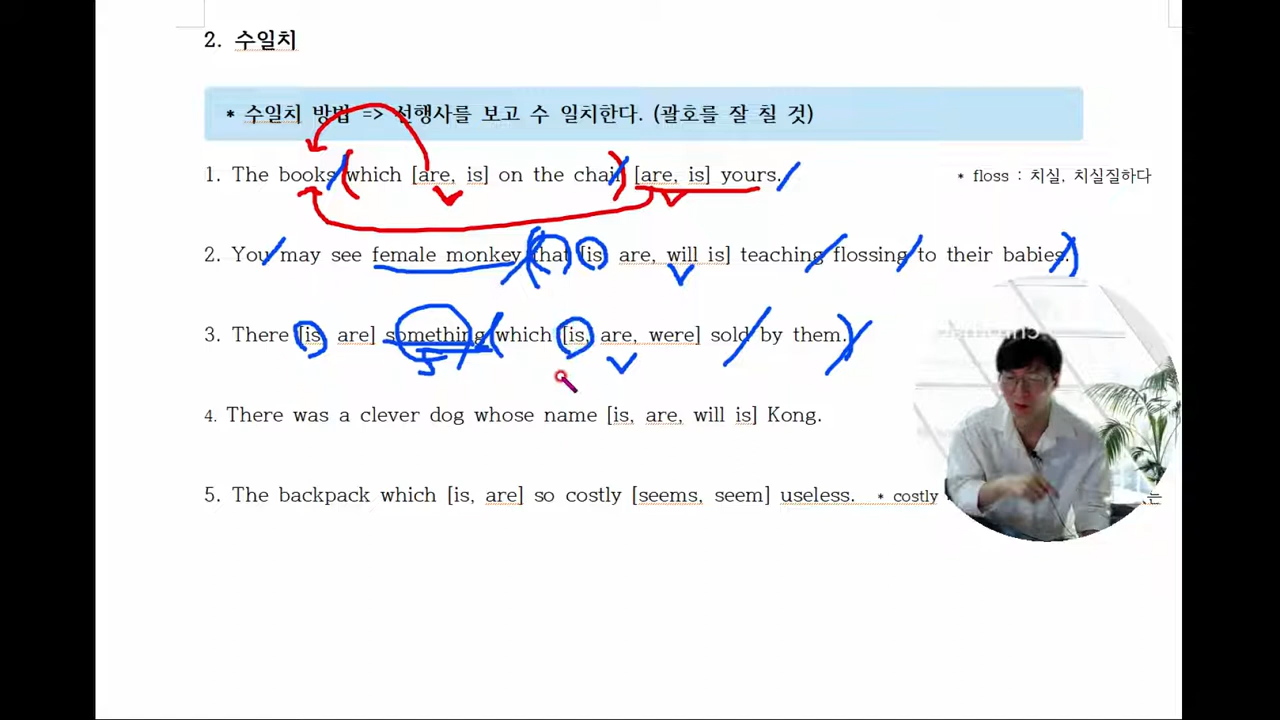 2. 수일치
* 수일치 방법 => 선행사를 보고 수 일치한다. (괄호를 잘 칠 것)
1. The books which [are, is] on the chair [are, is] yours.
* floss : 치실, 치실질하다
2. You may see female monkey that [is, are, will is] teaching flossing to their babies.
3. There [is, are] something which [is, are, were] sold by them.
4. There was a clever dog whose name [is, are, will is] Kong.
5. The backpack which [is, are] so costly [seems, seem] useless. * costly